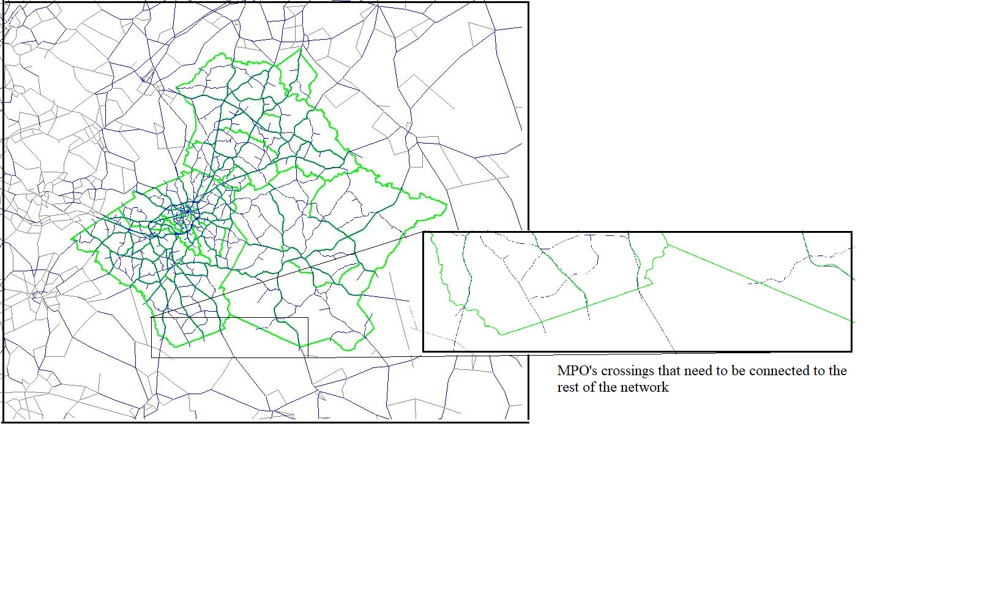 MPO's crossings that need to be connected to the
rest of the network